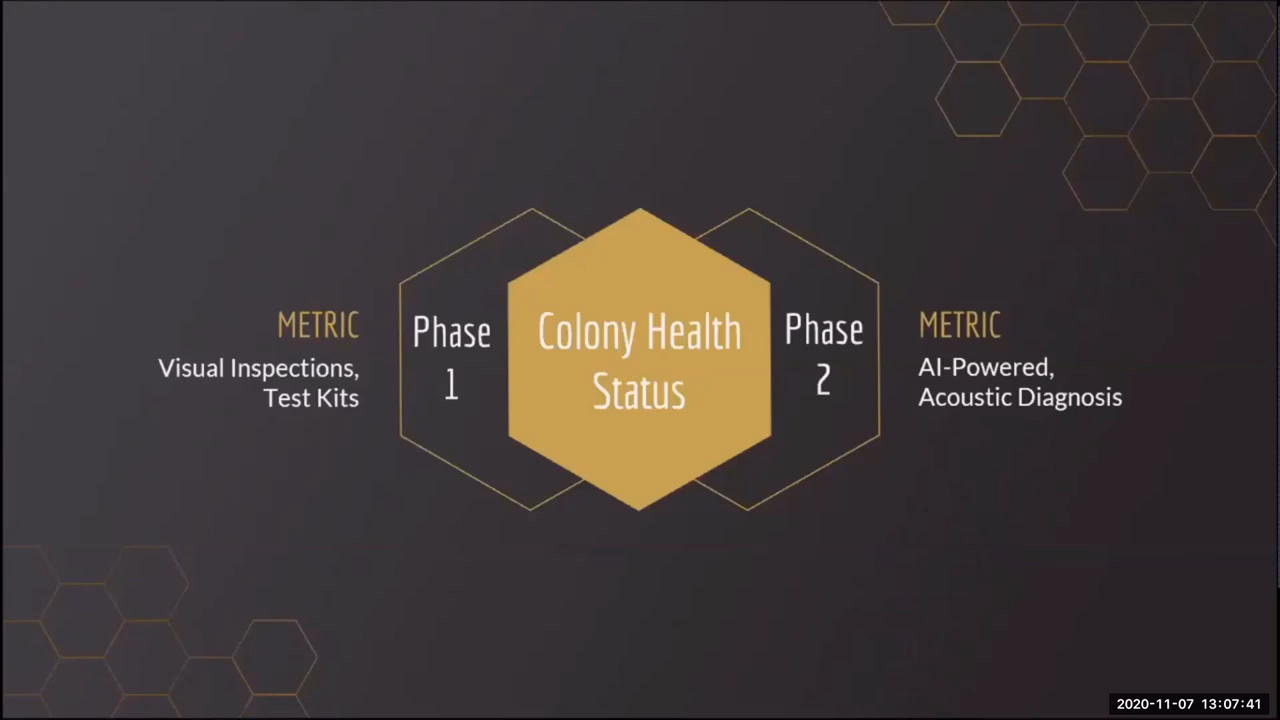 METRIC
Visual Inspections,
Test Kits
Phase
1
Colony Health
Status
Phase
2
METRIC
AI-Powered,
Acoustic Diagnosis
2020-11-07 13:07:41